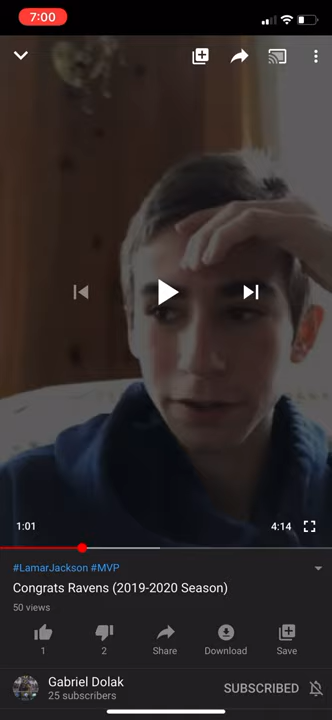 7:00
1:01
4:14
#LamarJackson #MVP
Congrats Ravens (2019-2020 Season)
50 views
1
2
Share
Download
Save
Gabriel Dolak
25 subscribers
SUBSCRIBED